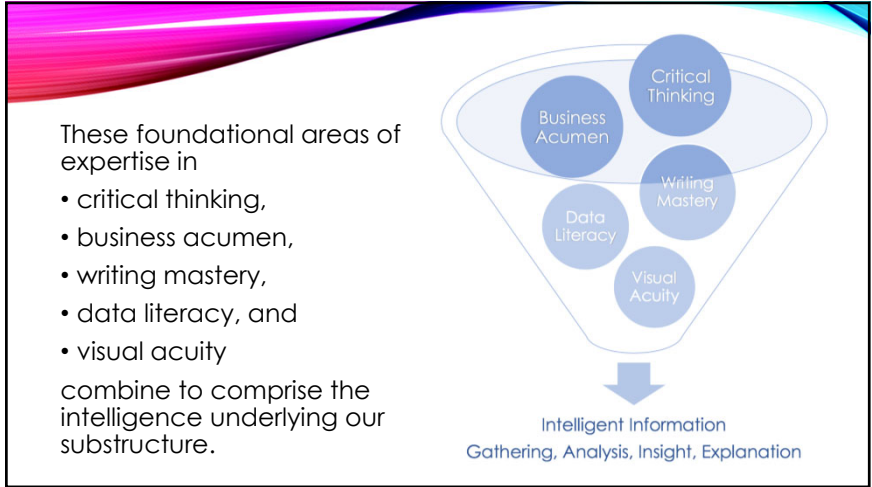 These foundational areas of
expertise in
• critical thinking,
• business acumen,
• writing mastery,
• data literacy, and
• visual acuity
combine to comprise the
intelligence underlying our
substructure.
Critical
Thinking
Business
Acumen
Writing
Mastery
Data
Literacy
Visual
Acuity
Intelligent Information
Gathering, Analysis, Insight, Explanation